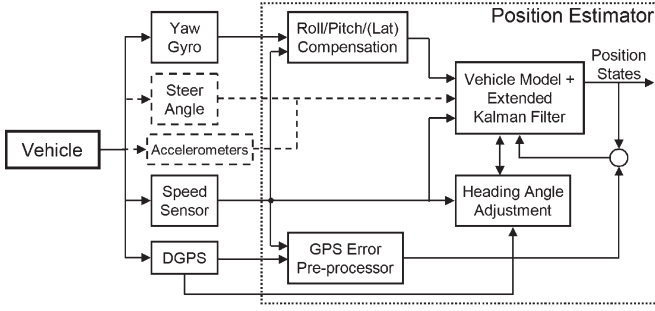 Position Estimator
Yaw
Gyro
Roll/Pitch/(Lat)
Compensation
Position
States
Steer
Angle
Vehicle Model +
Extended
Kalman Filter
Vehicle
Accelerometers
Speed
Sensor
Heading Angle
Adjustment
DGPS
GPS Error
Pre-processor